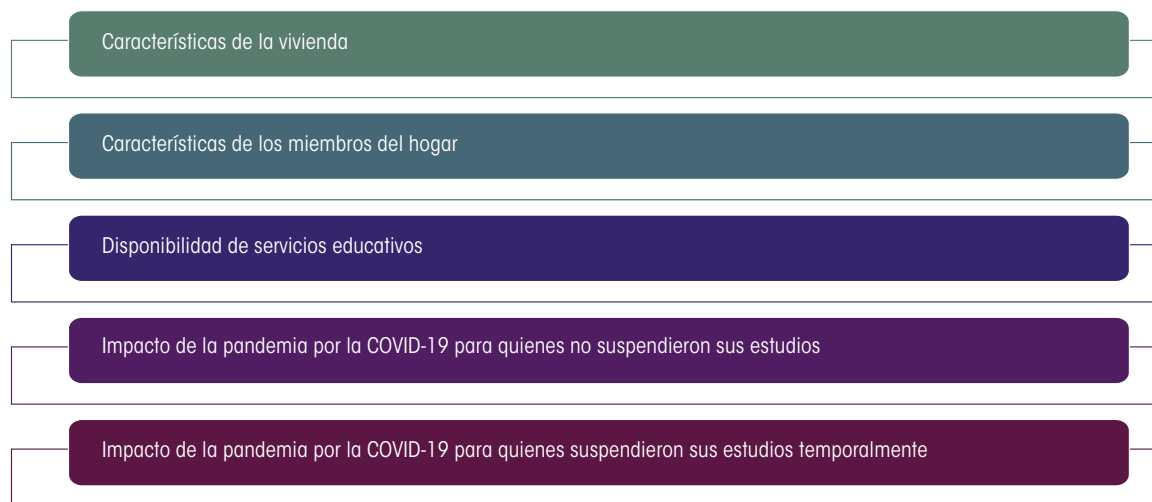 Características de la vivienda
Características de los miembros del hogar
Disponibilidad de servicios educativos
Impacto de la pandemia por la COVID-19 para quienes no suspendieron sus estudios
Impacto de la pandemia por la COVID-19 para quienes suspendieron sus estudios temporalmente